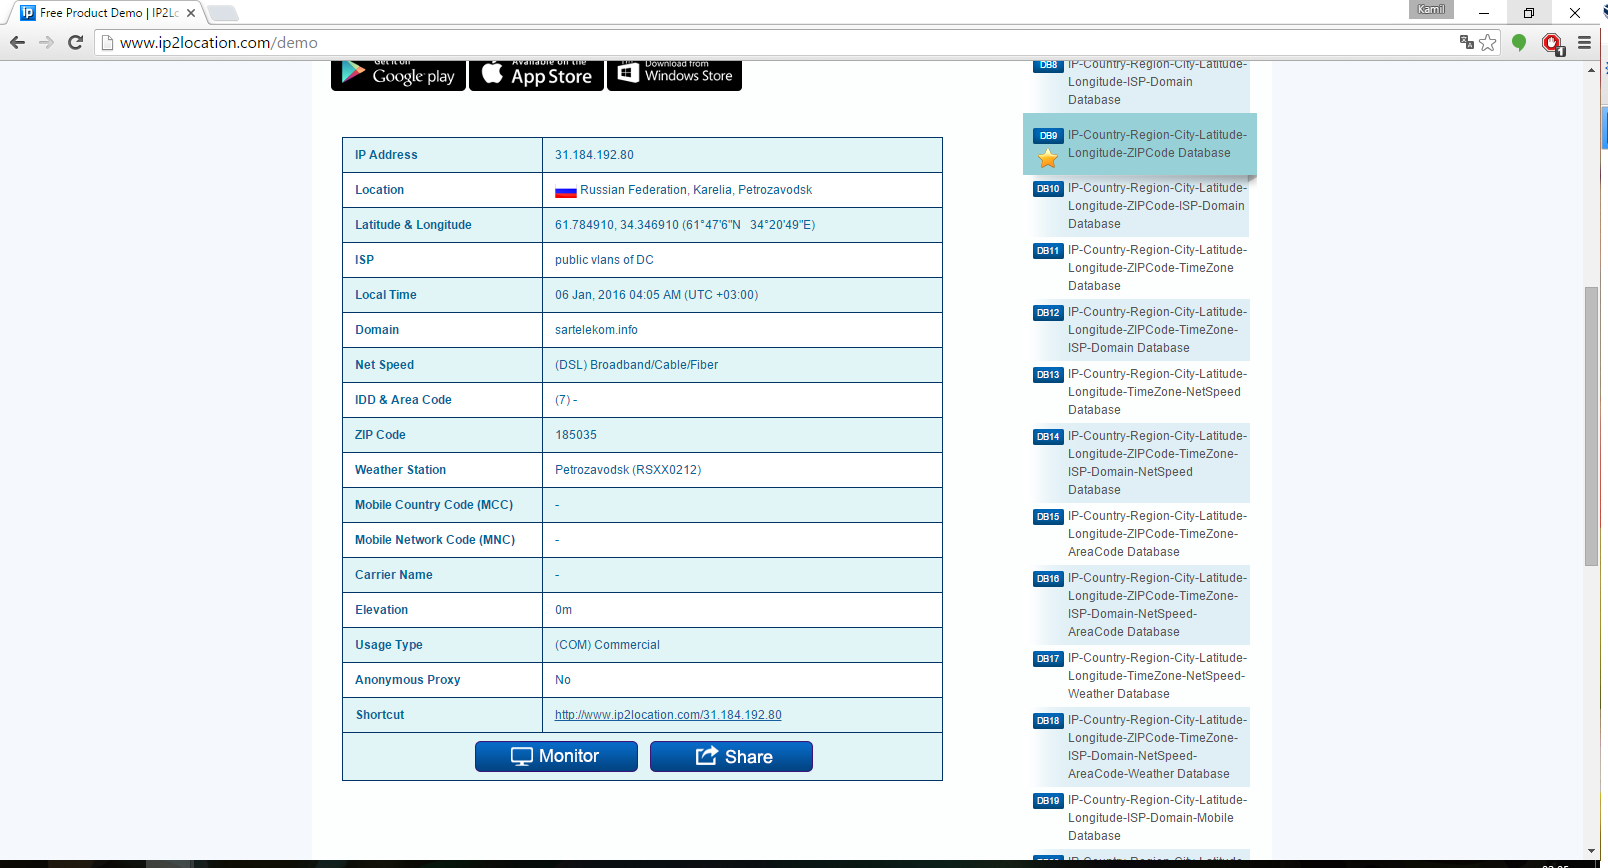 Free Product Demo | IP2Lo
Kamil
www.ip2location.com/demo
Get it on
Google play
Available on the
App Store
Download from
Windows Store
IP Address 31.184.192.80
Location Russian Federation, Karelia, Petrozavodsk
Latitude & Longitude 61.784910, 34.346910 (61°47'6"N 34°20'49"E)
ISP public vlans of DC
Local Time 06 Jan, 2016 04:05 AM (UTC +03:00)
Domain sartelekom.info
Net Speed (DSL) Broadband/Cable/Fiber
IDD & Area Code (7) -
ZIP Code 185035
Weather Station Petrozavodsk (RSXX0212)
Mobile Country Code (MCC) -
Mobile Network Code (MNC) -
Carrier Name -
Elevation 0m
Usage Type (COM) Commercial
Anonymous Proxy No
Shortcut http://www.ip2location.com/31.184.192.80
Monitor Share
DB8 IP-Country-Region-City-Latitude-
Longitude-ISP-Domain
Database
DB9 IP-Country-Region-City-Latitude-
Longitude-ZIPCode Database
DB10 IP-Country-Region-City-Latitude-
Longitude-ZIPCode-ISP-Domain
Database
DB11 IP-Country-Region-City-Latitude-
Longitude-ZIPCode-TimeZone
Database
DB12 IP-Country-Region-City-Latitude-
Longitude-ZIPCode-TimeZone-
ISP-Domain Database
DB13 IP-Country-Region-City-Latitude-
Longitude-TimeZone-NetSpeed
Database
DB14 IP-Country-Region-City-Latitude-
Longitude-ZIPCode-TimeZone-
ISP-Domain-NetSpeed
Database
DB15 IP-Country-Region-City-Latitude-
Longitude-ZIPCode-TimeZone-
AreaCode Database
DB16 IP-Country-Region-City-Latitude-
Longitude-ZIPCode-TimeZone-
ISP-Domain-NetSpeed-
AreaCode Database
DB17 IP-Country-Region-City-Latitude-
Longitude-TimeZone-NetSpeed-
Weather Database
DB18 IP-Country-Region-City-Latitude-
Longitude-ZIPCode-TimeZone-
ISP-Domain-NetSpeed-
AreaCode-Weather Database
DB19 IP-Country-Region-City-Latitude-
Longitude-ISP-Domain-Mobile
Database